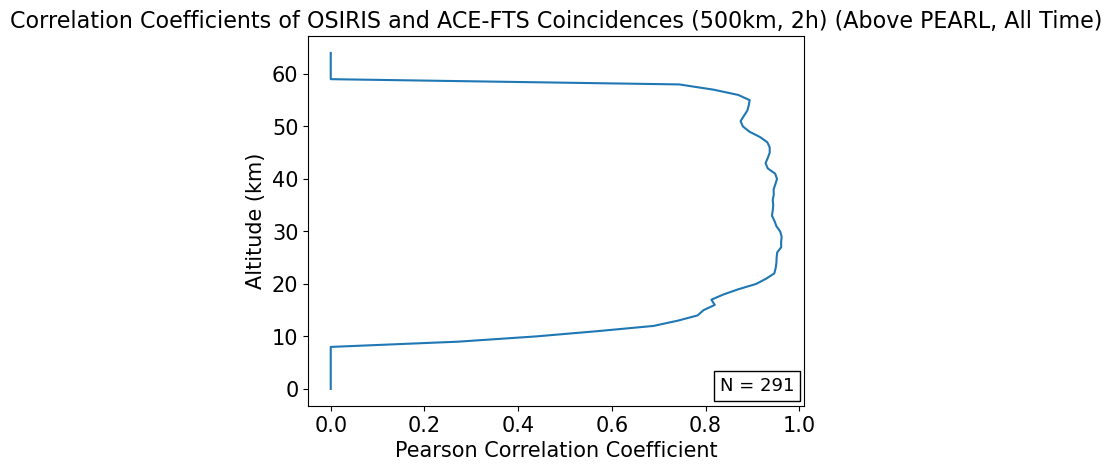 Correlation Coefficients of OSIRIS and ACE-FTS Coincidences (500km, 2h) (Above PEARL, All Time)
Altitude (km)
60
50
40
30
20
10
0
N = 291
0.0 0.2 0.4 0.6 0.8 1.0
Pearson Correlation Coefficient